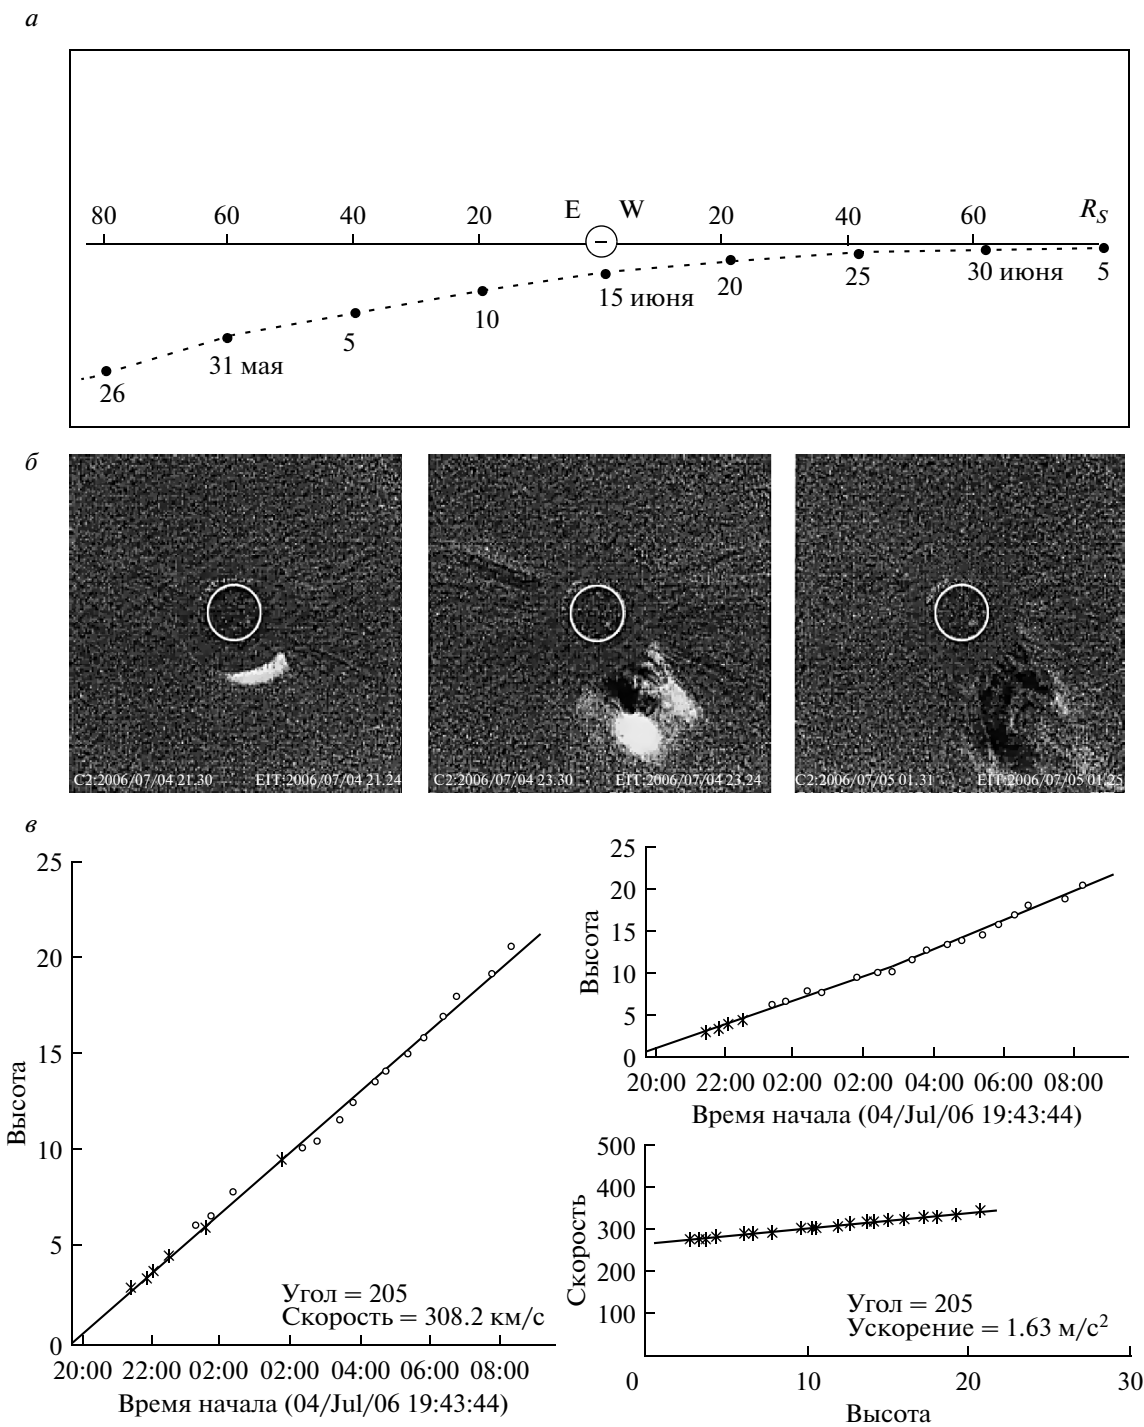 а
80 60 40 20 E W 20 40 60 R_S
15 июня 20 25 30 июня 5
10
5
31 мая
26
б
C2:2006/07/04 21.30 EIT:2006/07/04 21.24
C2:2006/07/04 23.30 EIT:2006/07/04 23.24
C2:2006/07/05 01.31 EIT:2006/07/05 01.25
в
25
20
15
10
5
0
Высота
Угол = 205
Скорость = 308.2 км/с
20:00 22:00 02:00 02:00 04:00 06:00 08:00
Время начала (04/Jul/06 19:43:44)
25
20
15
10
5
0
Высота
20:00 22:00 02:00 02:00 04:00 06:00 08:00
Время начала (04/Jul/06 19:43:44)
500
400
300
200
100
Скорость
Угол = 205
Ускорение = 1.63 м/с²
0 10 20 30
Высота